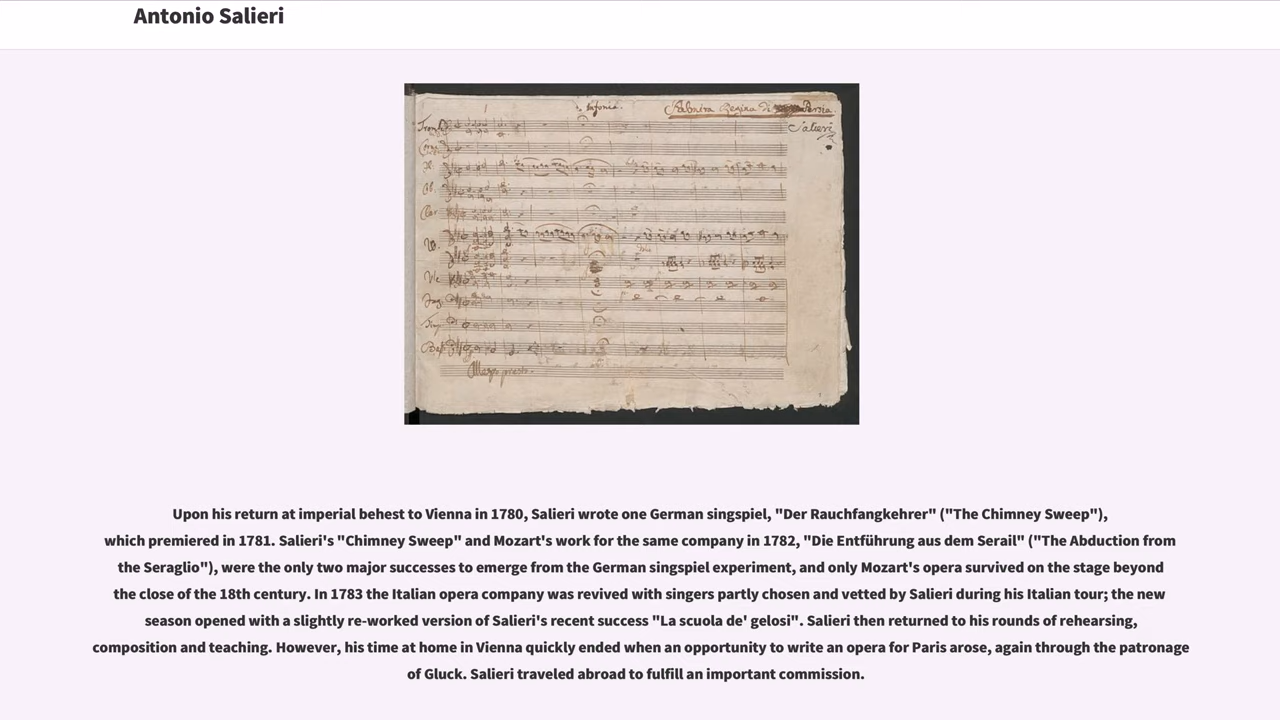 Antonio Salieri
Sinfonia.
Palmira Regina di Persia.
Salieri
Allegro presto.
Upon his return at imperial behest to Vienna in 1780, Salieri wrote one German singspiel, "Der Rauchfangkehrer" ("The Chimney Sweep"),
which premiered in 1781. Salieri's "Chimney Sweep" and Mozart's work for the same company in 1782, "Die Entführung aus dem Serail" ("The Abduction from
the Seraglio"), were the only two major successes to emerge from the German singspiel experiment, and only Mozart's opera survived on the stage beyond
the close of the 18th century. In 1783 the Italian opera company was revived with singers partly chosen and vetted by Salieri during his Italian tour; the new
season opened with a slightly re-worked version of Salieri's recent success "La scuola de' gelosi". Salieri then returned to his rounds of rehearsing,
composition and teaching. However, his time at home in Vienna quickly ended when an opportunity to write an opera for Paris arose, again through the patronage
of Gluck. Salieri traveled abroad to fulfill an important commission.